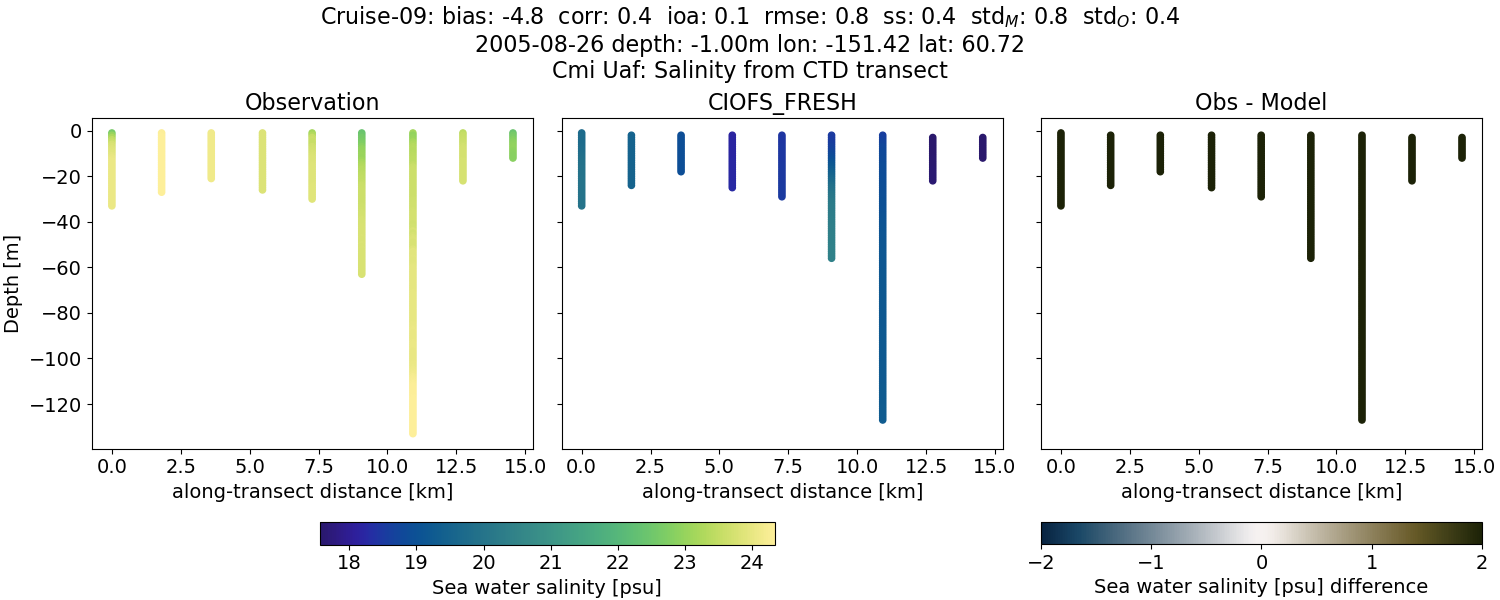 Cruise-09: bias: -4.8 corr: 0.4 ioa: 0.1 rmse: 0.8 ss: 0.4 std_M: 0.8 std_O: 0.4
2005-08-26 depth: -1.00m lon: -151.42 lat: 60.72
Cmi Uaf: Salinity from CTD transect
Observation CIOFS_FRESH Obs - Model
Depth [m]
0
−20
−40
−60
−80
−100
−120
0.0 2.5 5.0 7.5 10.0 12.5 15.0 0.0 2.5 5.0 7.5 10.0 12.5 15.0 0.0 2.5 5.0 7.5 10.0 12.5 15.0
along-transect distance [km] along-transect distance [km] along-transect distance [km]
18 19 20 21 22 23 24 −2 −1 0 1 2
Sea water salinity [psu] Sea water salinity [psu] difference